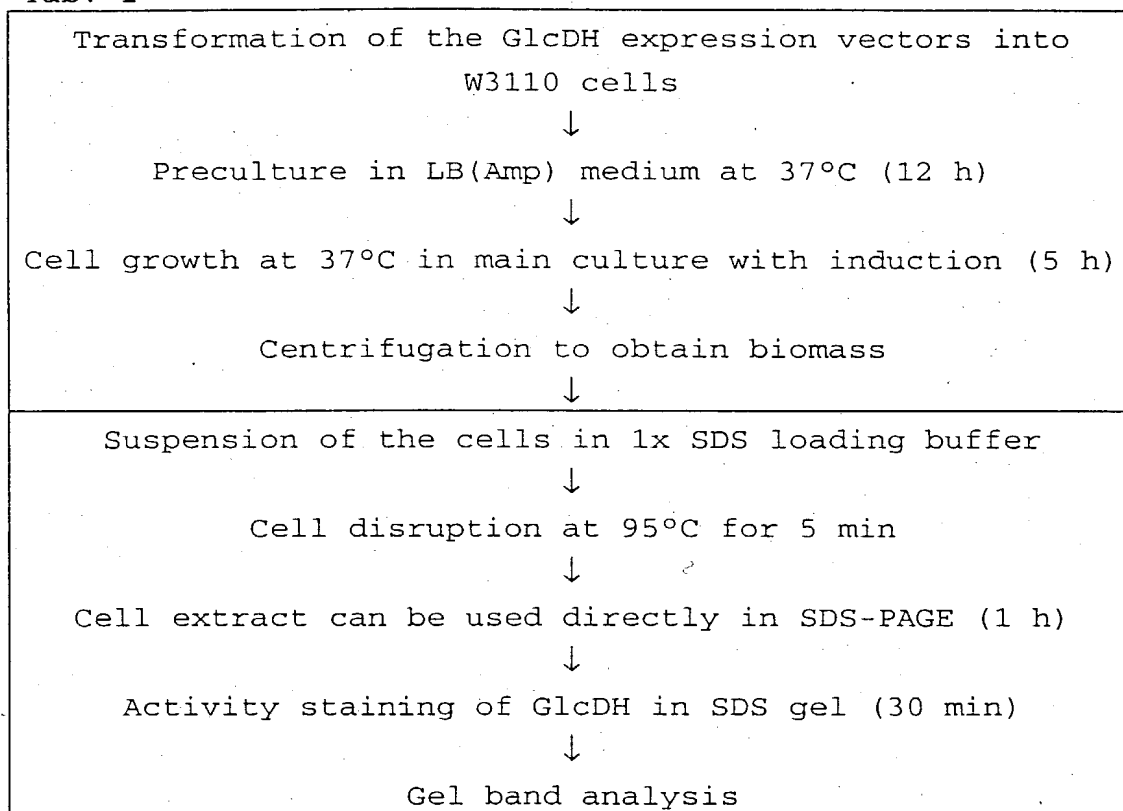 Transformation of the GlcDH expression vectors into
W3110 cells
↓
Preculture in LB(Amp) medium at 37°C (12 h)
↓
Cell growth at 37°C in main culture with induction (5 h)
↓
Centrifugation to obtain biomass
↓
Suspension of the cells in 1x SDS loading buffer
↓
Cell disruption at 95°C for 5 min
↓
Cell extract can be used directly in SDS-PAGE (1 h)
↓
Activity staining of GlcDH in SDS gel (30 min)
↓
Gel band analysis